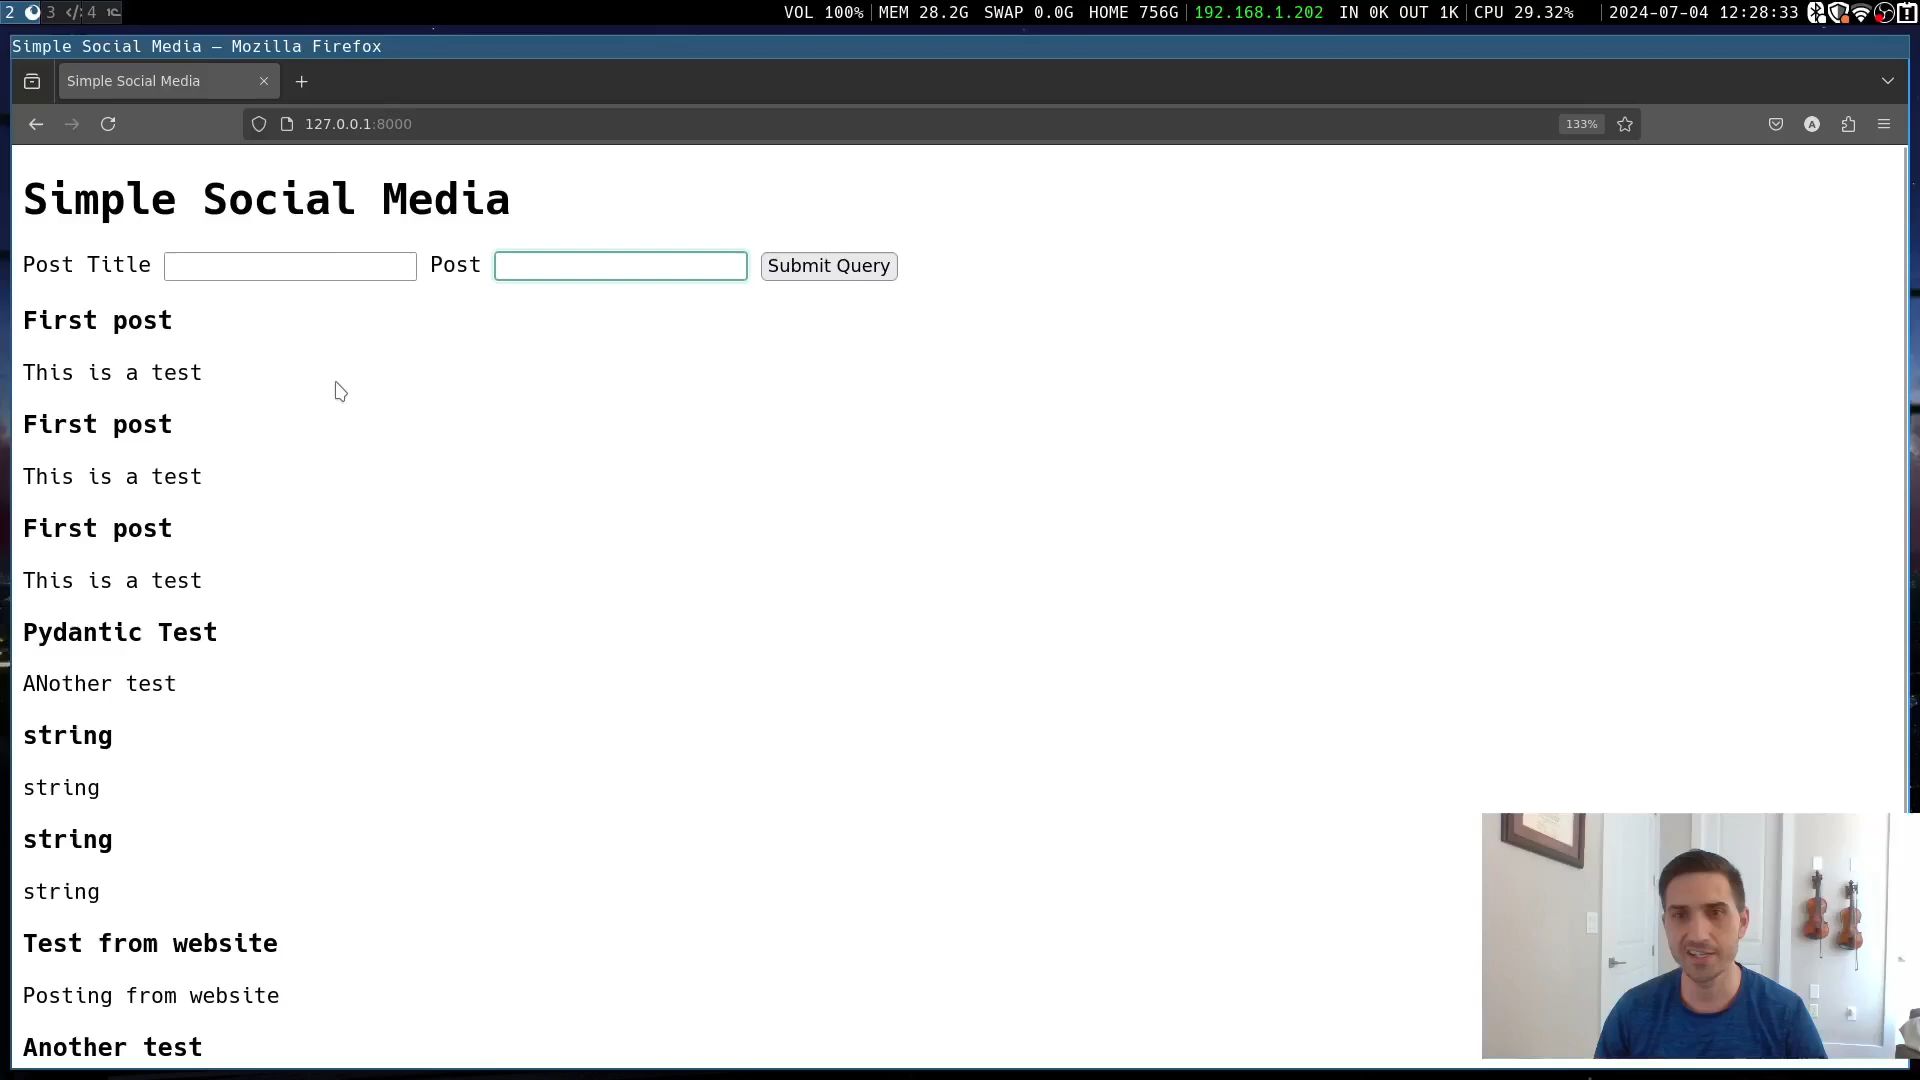 2 3 4 VOL 100% MEM 28.2G SWAP 0.0G HOME 756G 192.168.1.202 IN 0K OUT 1K CPU 29.32% 2024-07-04 12:28:33
Simple Social Media — Mozilla Firefox
Simple Social Media
127.0.0.1:8000 133% A
Simple Social Media
Post Title Post Submit Query
First post
This is a test
First post
This is a test
First post
This is a test
Pydantic Test
ANother test
string
string
string
string
Test from website
Posting from website
Another test